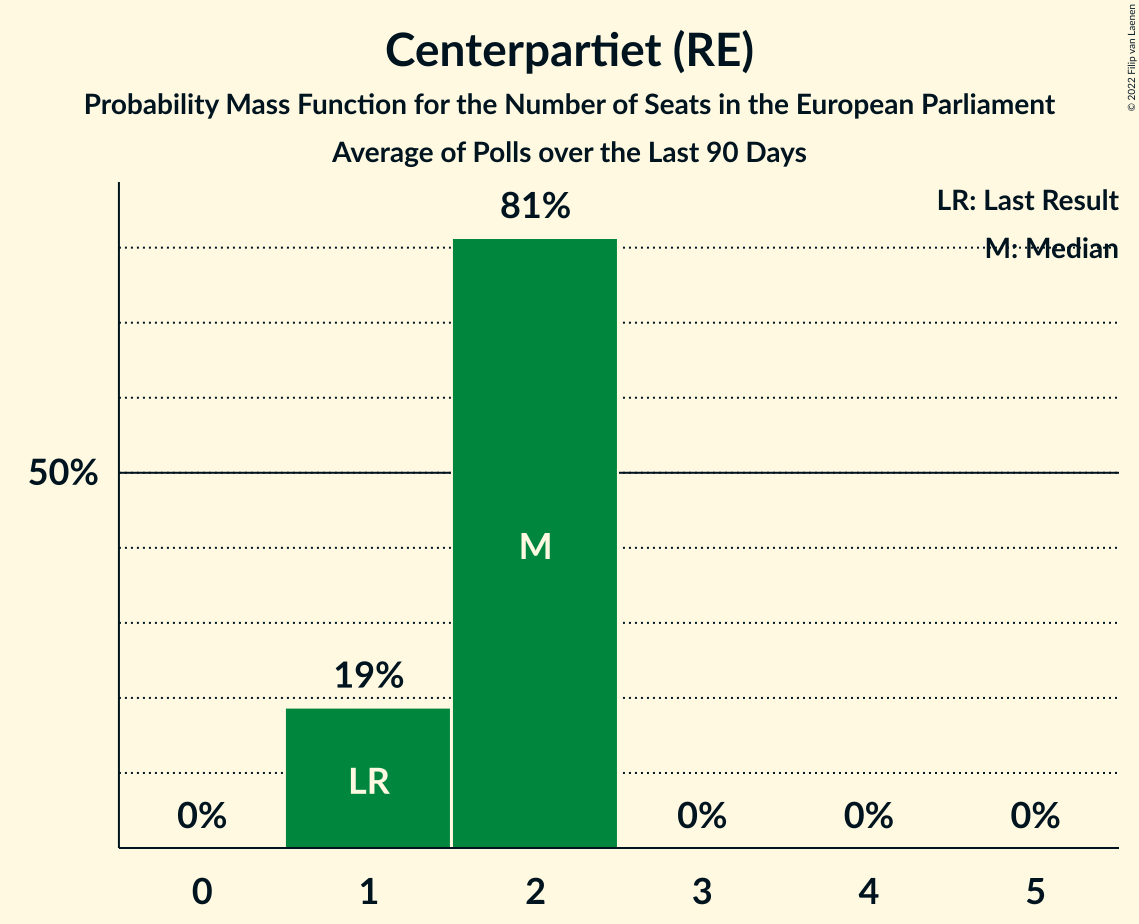 Centerpartiet (RE)
Probability Mass Function for the Number of Seats in the European Parliament
Average of Polls over the Last 90 Days
© 2022 Filip van Laenen
LR: Last Result
M: Median
81%
50%
M
19%
LR
0%
0%
0%
0%
0
1
2
3
4
5